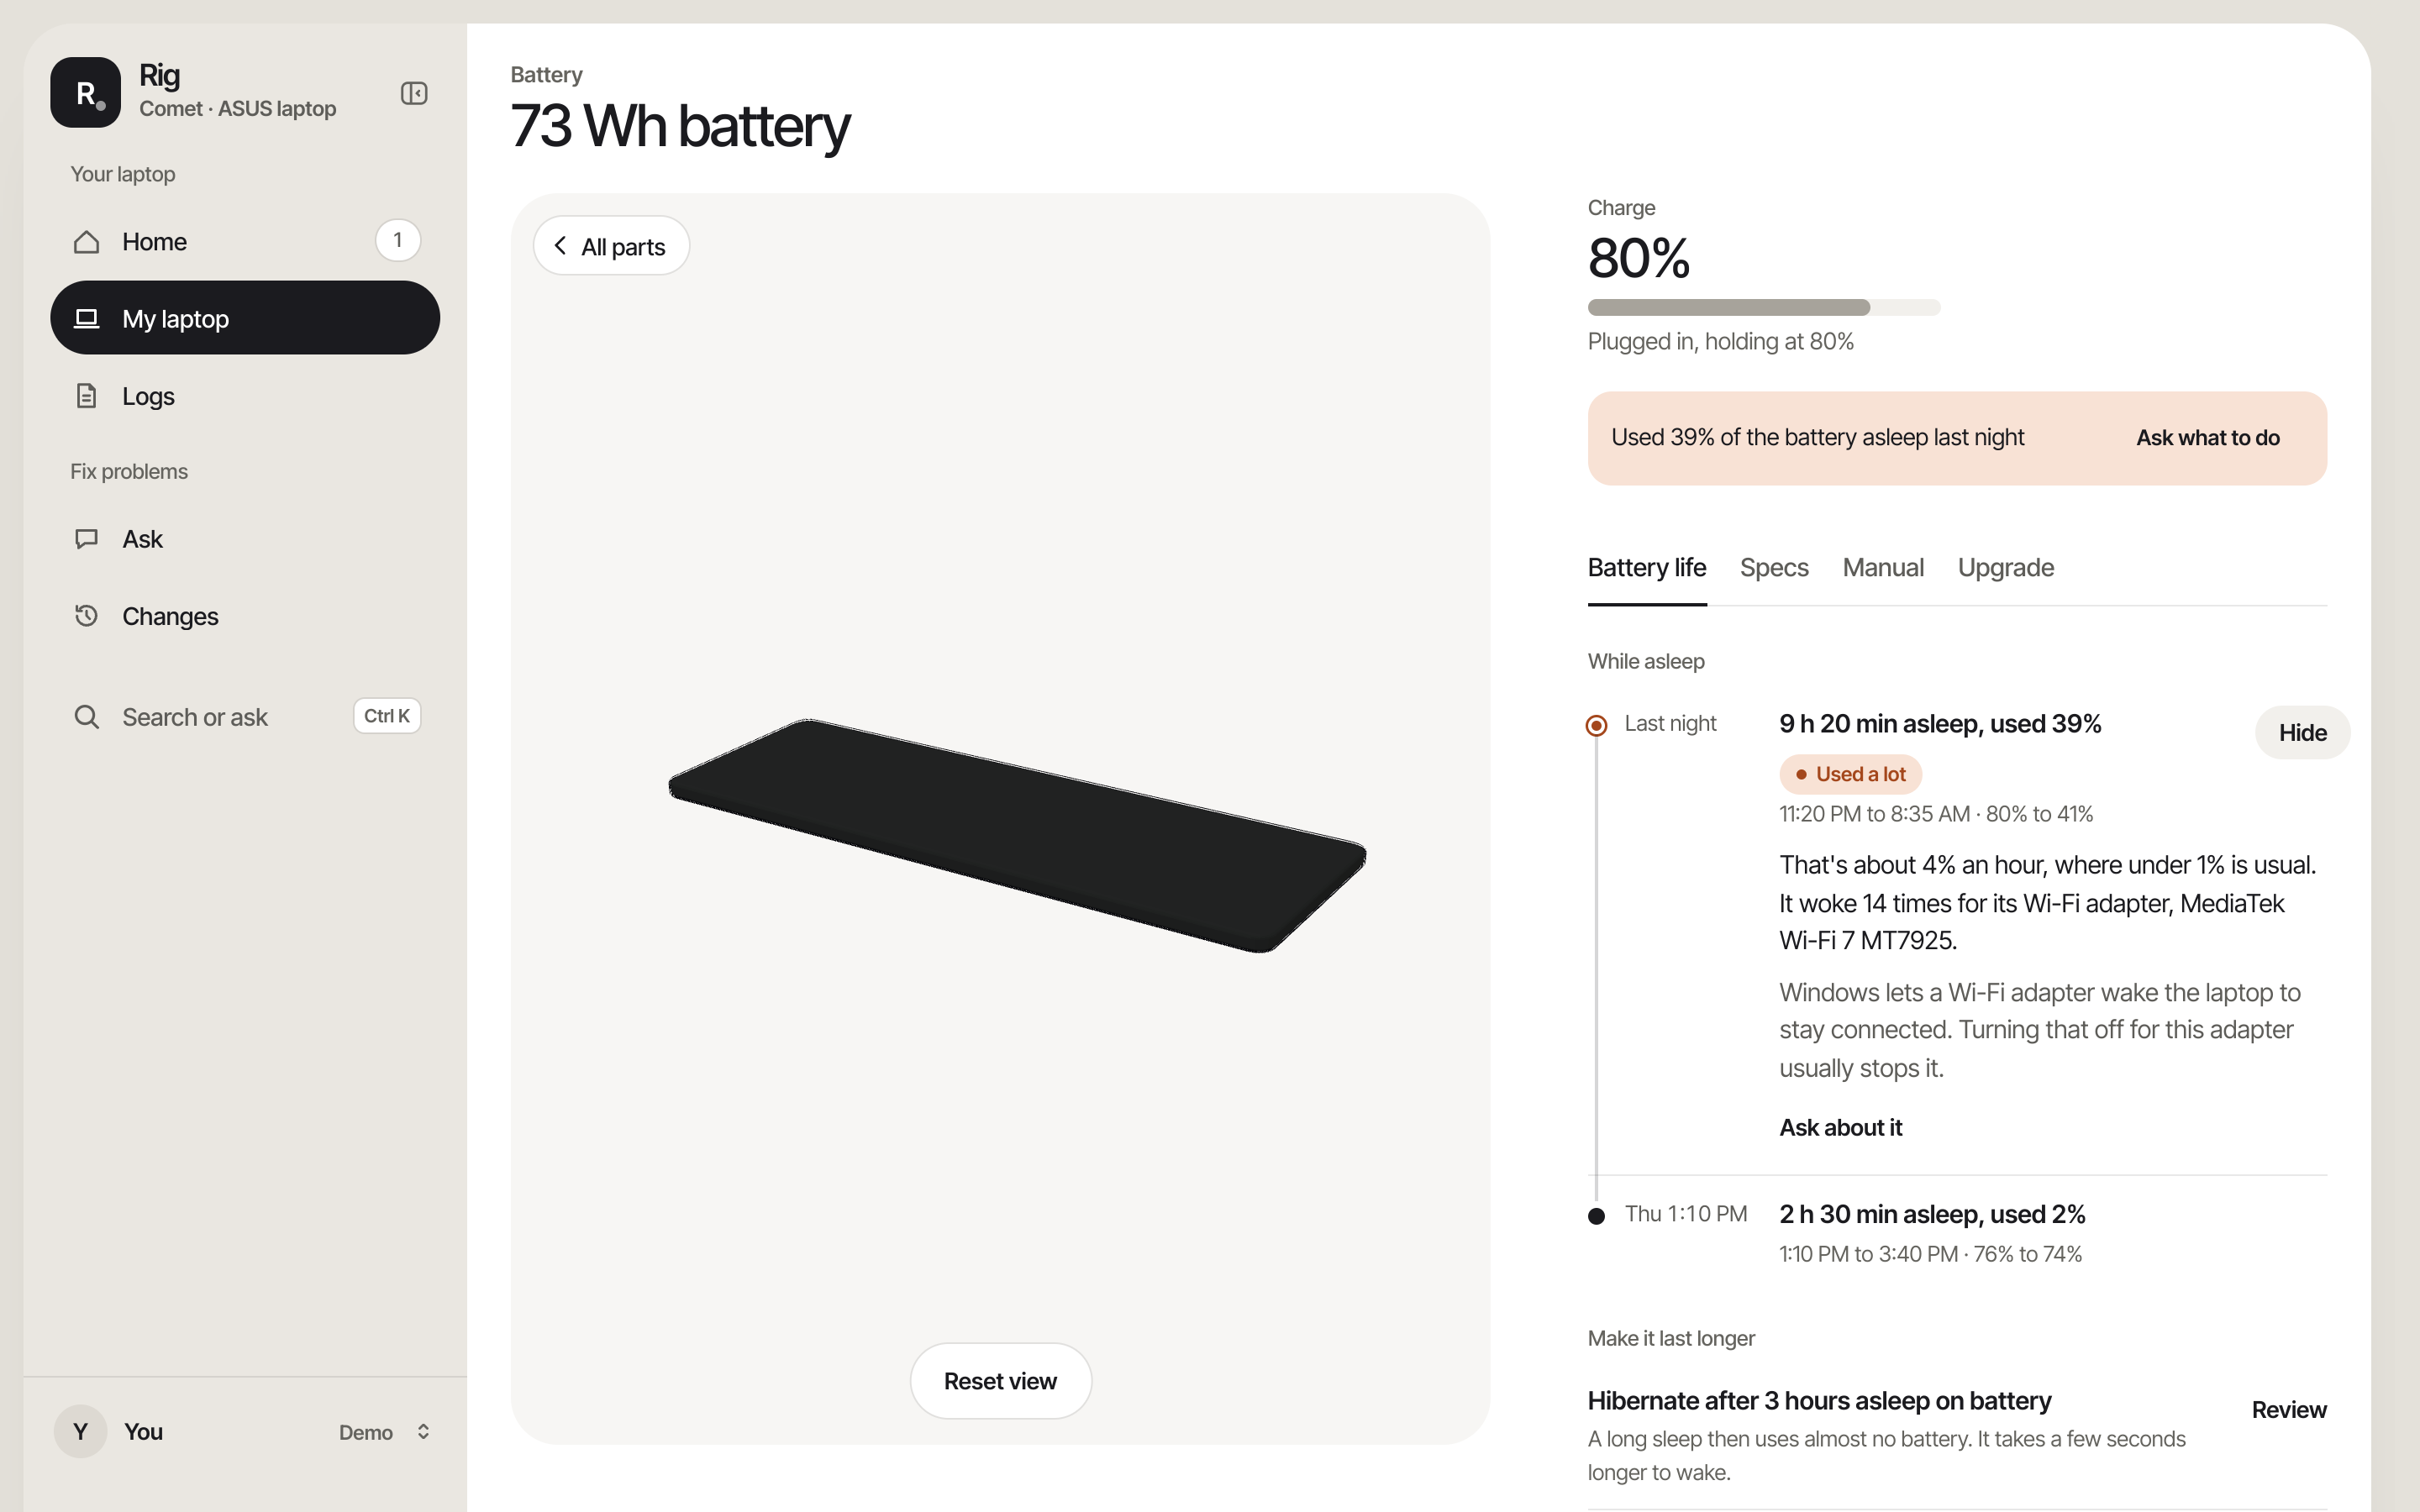 R.
Rig
Comet · ASUS laptop
Your laptop
Home
1
My laptop
Logs
Fix problems
Ask
Changes
Search or ask
Ctrl K
Y
You
Demo
Battery
73 Wh battery
All parts
Reset view
Charge
80%
Plugged in, holding at 80%
Used 39% of the battery asleep last night
Ask what to do
Battery life
Specs
Manual
Upgrade
While asleep
Last night
9 h 20 min asleep, used 39%
Hide
Used a lot
11:20 PM to 8:35 AM · 80% to 41%
That's about 4% an hour, where under 1% is usual.
It woke 14 times for its Wi-Fi adapter, MediaTek
Wi-Fi 7 MT7925.
Windows lets a Wi-Fi adapter wake the laptop to
stay connected. Turning that off for this adapter
usually stops it.
Ask about it
Thu 1:10 PM
2 h 30 min asleep, used 2%
1:10 PM to 3:40 PM · 76% to 74%
Make it last longer
Hibernate after 3 hours asleep on battery
Review
A long sleep then uses almost no battery. It takes a few seconds
longer to wake.